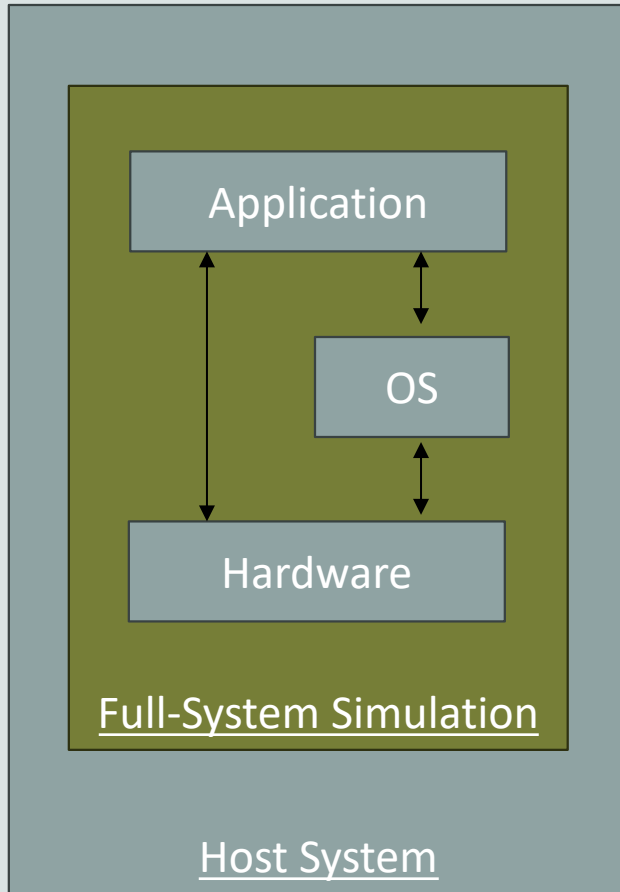 Application
OS
Hardware
Full-System Simulation
Host System